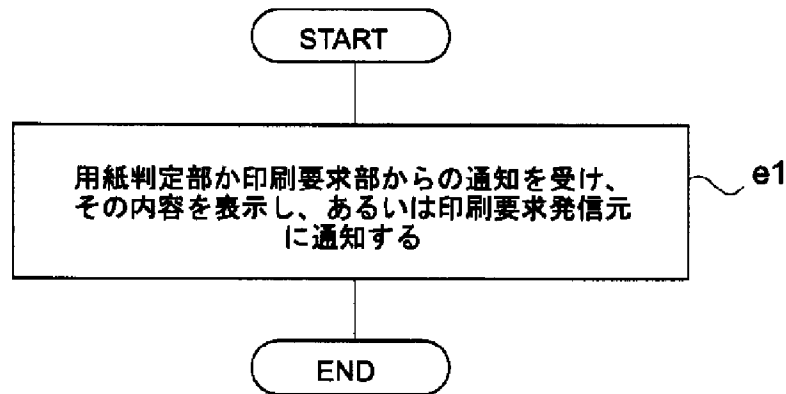 START
用紙判定部か印刷要求部からの通知を受け、
その内容を表示し、あるいは印刷要求発信元
に通知する
e1
END